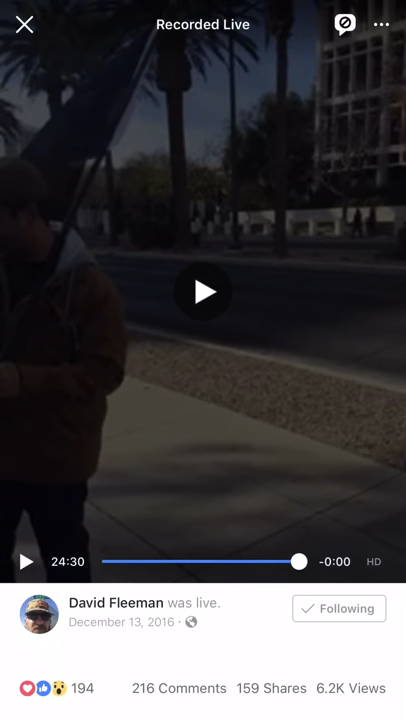 Recorded Live
24:30
-0:00
HD
David Fleeman was live.
Following
December 13, 2016 ·
194
216 Comments
159 Shares
6.2K Views